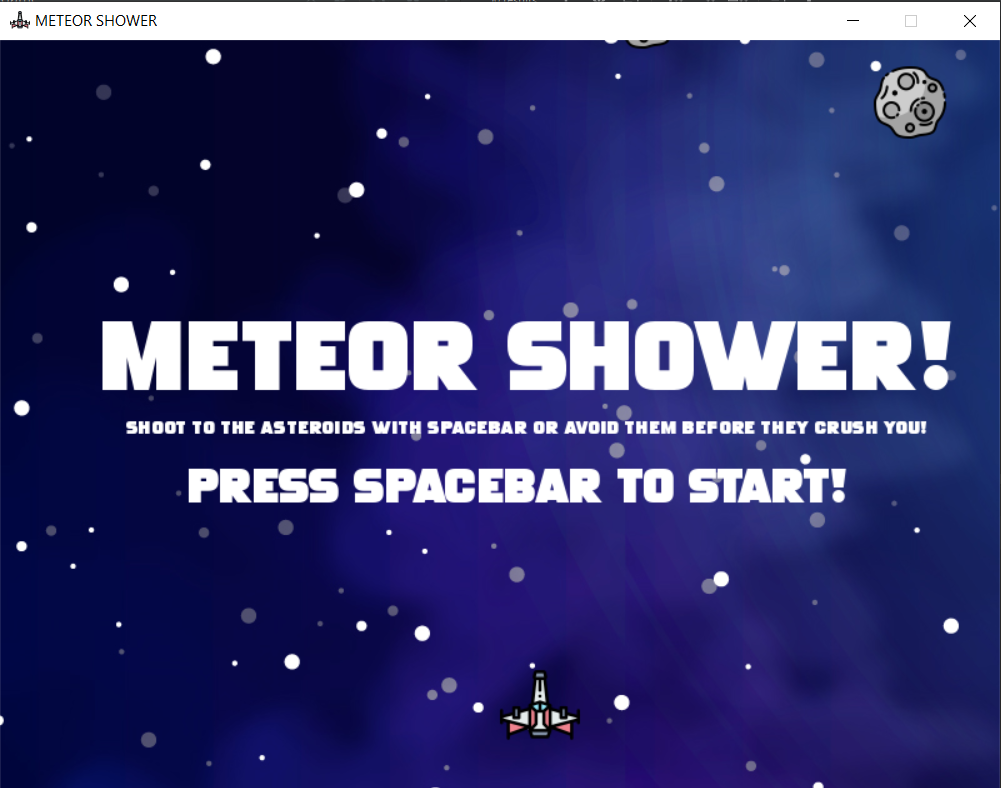 METEOR SHOWER
METEOR SHOWER!
SHOOT TO THE ASTEROIDS WITH SPACEBAR OR AVOID THEM BEFORE THEY CRUSH YOU!
PRESS SPACEBAR TO START!